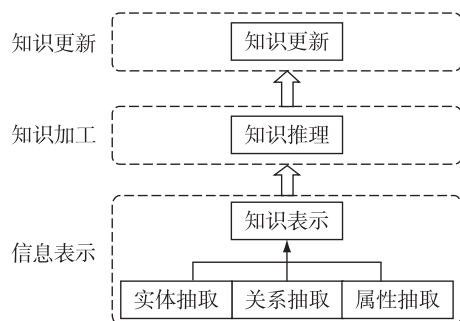 知识更新 知识更新
知识加工 知识推理
知识表示
信息表示
实体抽取 关系抽取 属性抽取